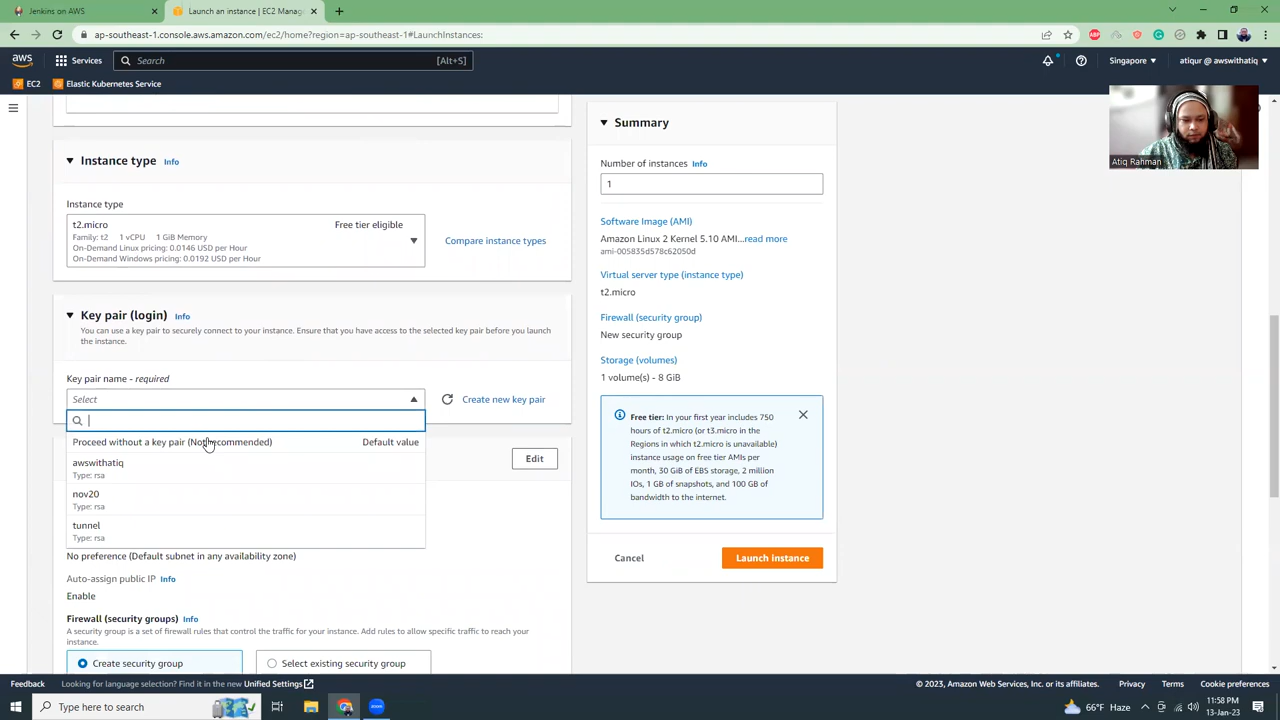 Jenkins on AWS
Launch an instance | EC2 Manag
ap-southeast-1.console.aws.amazon.com/ec2/home?region=ap-southeast-1#LaunchInstances:
aws
Services
Search
[Alt+S]
Singapore
atiqur @ awswithatiq
EC2
Elastic Kubernetes Service
Instance type
Info
Instance type
t2.micro
Free tier eligible
Family: t2 1 vCPU 1 GiB Memory
On-Demand Linux pricing: 0.0146 USD per Hour
On-Demand Windows pricing: 0.0192 USD per Hour
Compare instance types
Key pair (login)
Info
You can use a key pair to securely connect to your instance. Ensure that you have access to the selected key pair before you launch
the instance.
Key pair name - required
Select
Create new key pair
Proceed without a key pair (Not recommended)
Default value
awswithatiq
Type: rsa
nov20
Type: rsa
tunnel
Type: rsa
Edit
No preference (Default subnet in any availability zone)
Auto-assign public IP
Info
Enable
Firewall (security groups)
Info
A security group is a set of firewall rules that control the traffic for your instance. Add rules to allow specific traffic to reach your
instance.
Create security group
Select existing security group
Summary
Number of instances
Info
1
Software Image (AMI)
Amazon Linux 2 Kernel 5.10 AMI...read more
ami-005835d578c62050d
Virtual server type (instance type)
t2.micro
Firewall (security group)
New security group
Storage (volumes)
1 volume(s) - 8 GiB
Free tier: In your first year includes 750
hours of t2.micro (or t3.micro in the
Regions in which t2.micro is unavailable)
instance usage on free tier AMIs per
month, 30 GiB of EBS storage, 2 million
IOs, 1 GB of snapshots, and 100 GB of
bandwidth to the internet.
Cancel
Launch instance
Atiq Rahman
Feedback
Looking for language selection? Find it in the new Unified Settings
© 2023, Amazon Web Services, Inc. or its affiliates.
Privacy
Terms
Cookie preferences
Type here to search
66°F Haze
11:58 PM
13-Jan-23